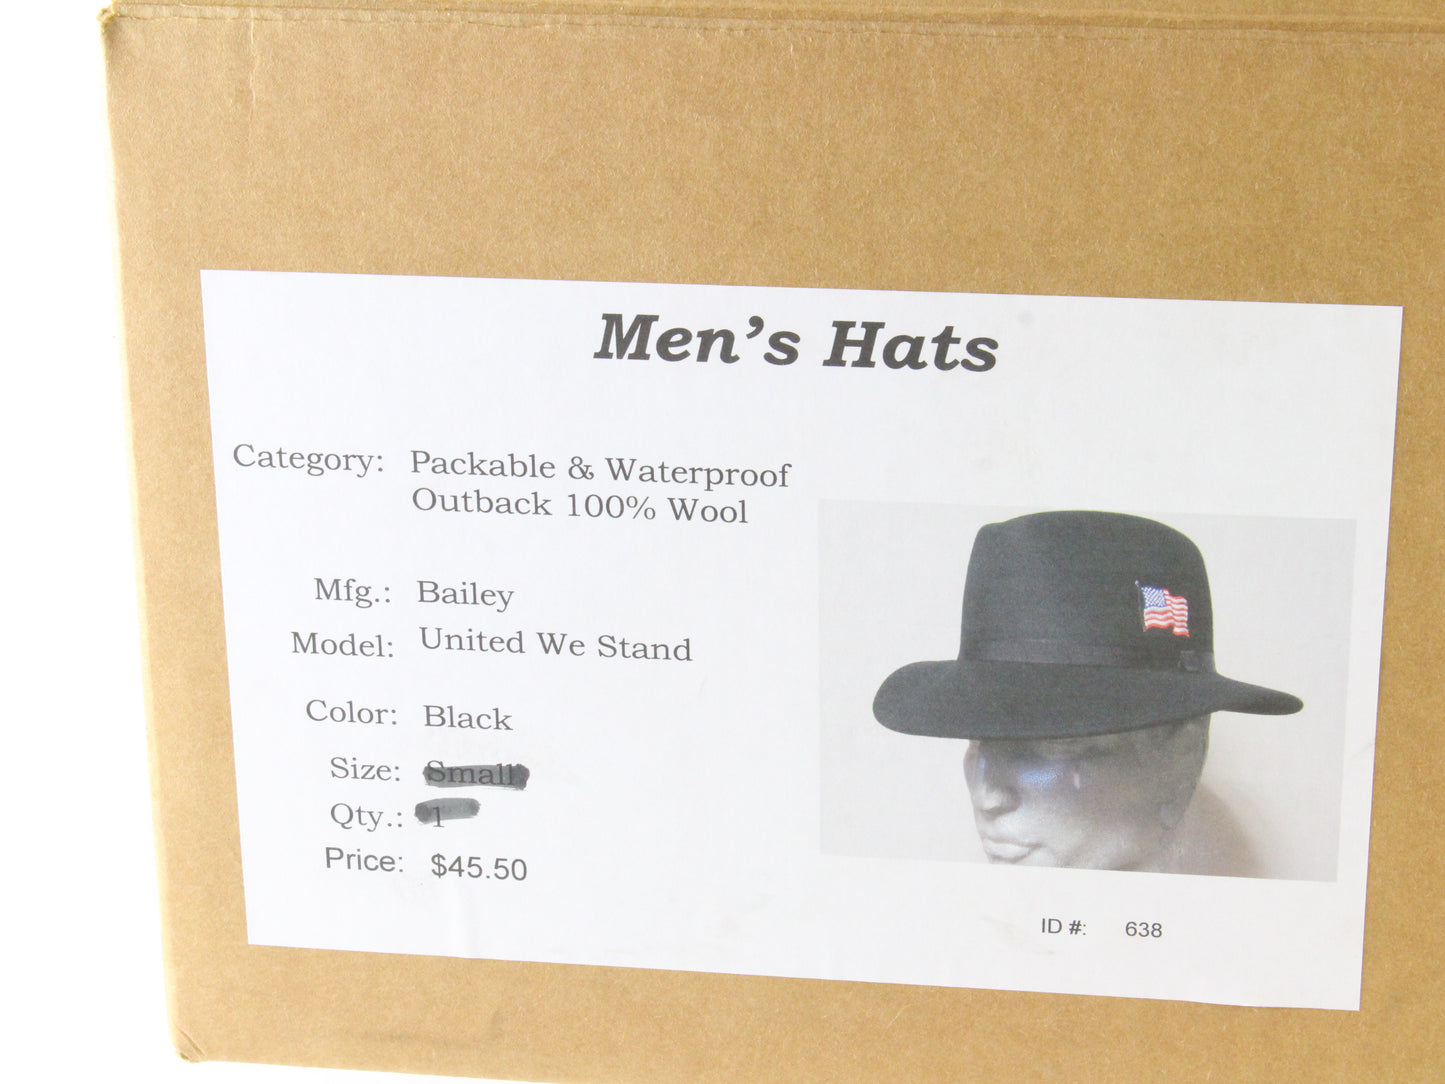 Men's Hats
Category: Packable & Waterproof
Outback 100% Wool
Mfg.: Bailey
Model: United We Stand
Color: Black
Size: Small
Qty.: 1
Price: $45.50
ID #: 638